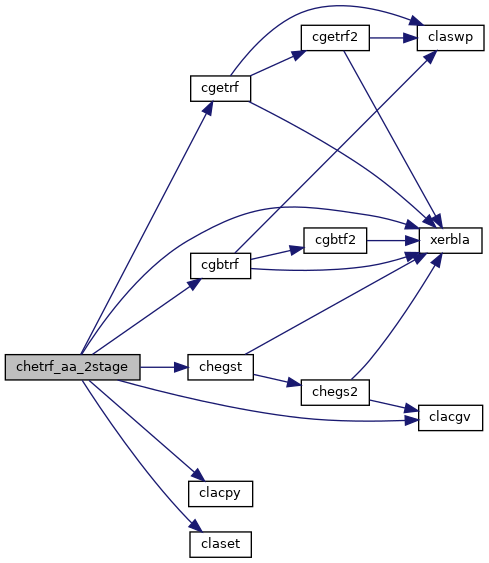 cgetrf2
claswp
cgetrf
cgbtf2
xerbla
cgbtrf
chetrf_aa_2stage
chegst
chegs2
clacgv
clacpy
claset